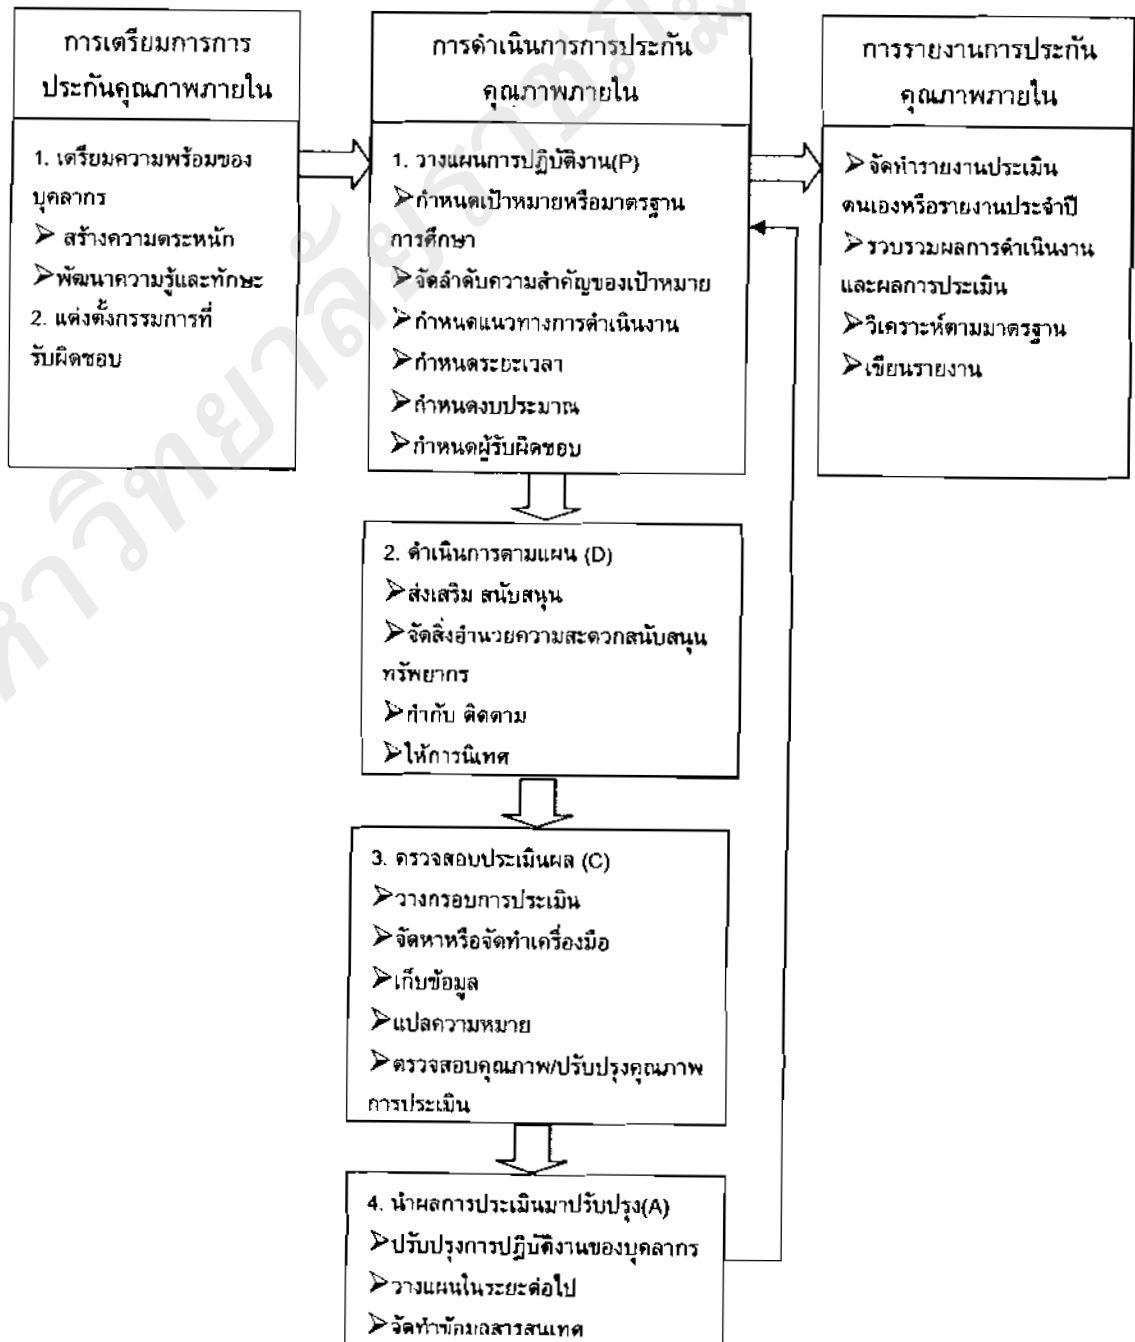 การเตรียมการการ
ประกันคุณภาพภายใน
1. เตรียมความพร้อมของ
บุคลากร
➢ สร้างความตระหนัก
➢พัฒนาความรู้และทักษะ
2. แต่งตั้งกรรมการที่
รับผิดชอบ
การดำเนินการการประกัน
คุณภาพภายใน
1. วางแผนการปฏิบัติงาน(P)
➢กำหนดเป้าหมายหรือมาตรฐาน
การศึกษา
➢จัดลำดับความสำคัญของเป้าหมาย
➢กำหนดแนวทางการดำเนินงาน
➢กำหนดระยะเวลา
➢กำหนดงบประมาณ
➢กำหนดผู้รับผิดชอบ
2. ดำเนินการตามแผน (D)
➢ส่งเสริม สนับสนุน
➢จัดสิ่งอำนวยความสะดวกสนับสนุน
ทรัพยากร
➢กำกับ ติดตาม
➢ให้การนิเทศ
3. ตรวจสอบประเมินผล (C)
➢วางกรอบการประเมิน
➢จัดหาหรือจัดทำเครื่องมือ
➢เก็บข้อมูล
➢แปลความหมาย
➢ตรวจสอบคุณภาพ/ปรับปรุงคุณภาพ
การประเมิน
4. นำผลการประเมินมาปรับปรุง(A)
➢ปรับปรุงการปฏิบัติงานของบุคลากร
➢วางแผนในระยะต่อไป
➢จัดทำข้อมูลสารสนเทศ
การรายงานการประกัน
คุณภาพภายใน
➢จัดทำรายงานประเมิน
ตนเองหรือรายงานประจำปี
➢รวบรวมผลการดำเนินงาน
และผลการประเมิน
➢วิเคราะห์ตามมาตรฐาน
➢เขียนรายงาน